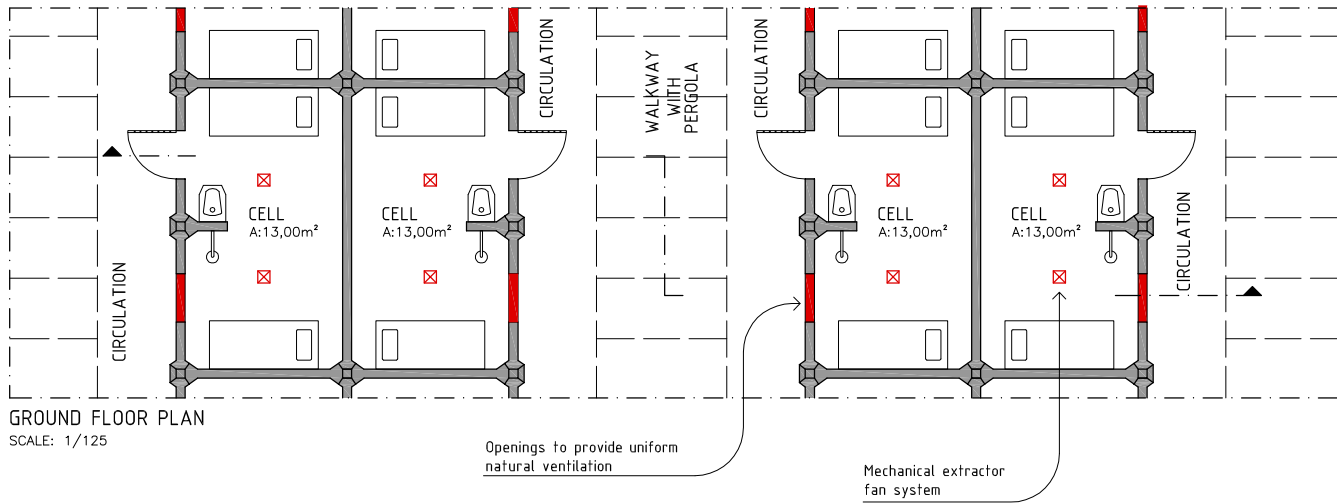 CIRCULATION
CIRCULATION
WALKWAY
WITH
PERGOLA
CIRCULATION
CELL
A:13,00m²
CELL
A:13,00m²
CELL
A:13,00m²
CELL
A:13,00m²
CIRCULATION
CIRCULATION
GROUND FLOOR PLAN
SCALE: 1/125
Openings to provide uniform
natural ventilation
Mechanical extractor
fan system